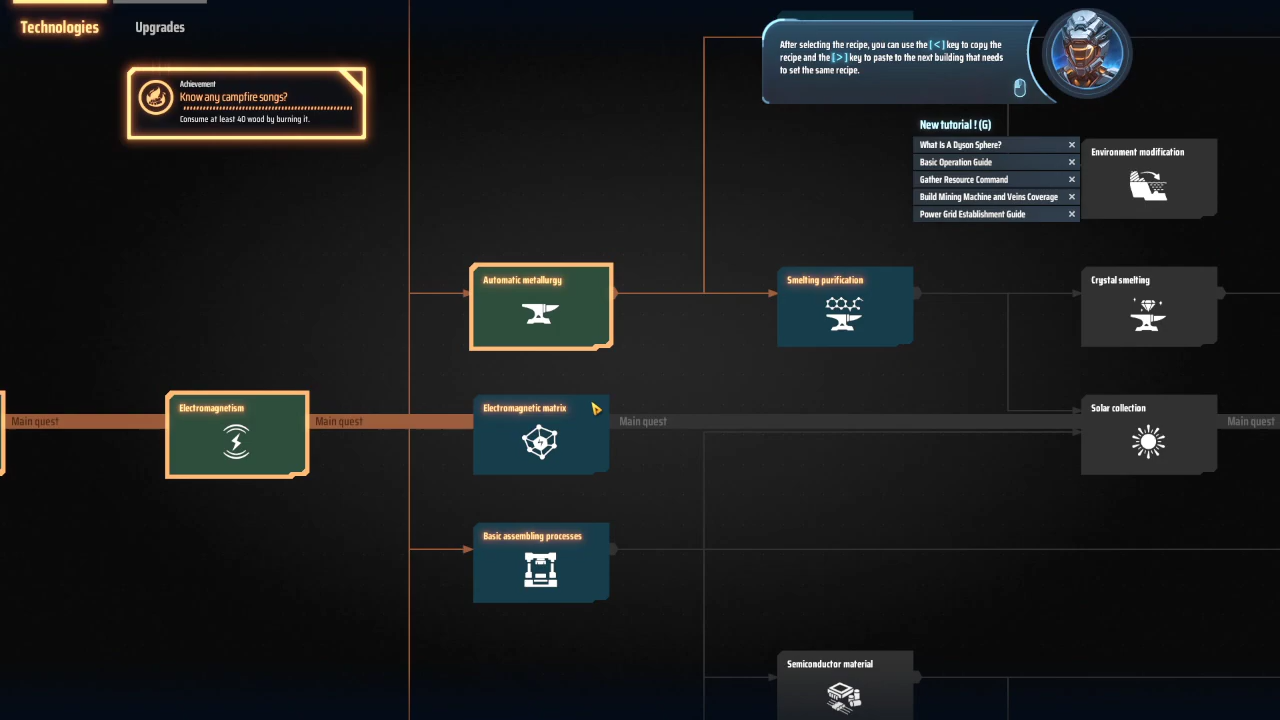 Technologies
Upgrades
Achievement
Know any campfire songs?
Consume at least 40 wood by burning it.
After selecting the recipe, you can use the [ < ] key to copy the
recipe and the [ > ] key to paste to the next building that needs
to set the same recipe.
New tutorial ! (G)
What Is A Dyson Sphere?
Basic Operation Guide
Gather Resource Command
Build Mining Machine and Veins Coverage
Power Grid Establishment Guide
Environment modification
Automatic metallurgy
Smelting purification
Crystal smelting
Electromagnetism
Electromagnetic matrix
Solar collection
Main quest
Main quest
Main quest
Main quest
Basic assembling processes
Semiconductor material